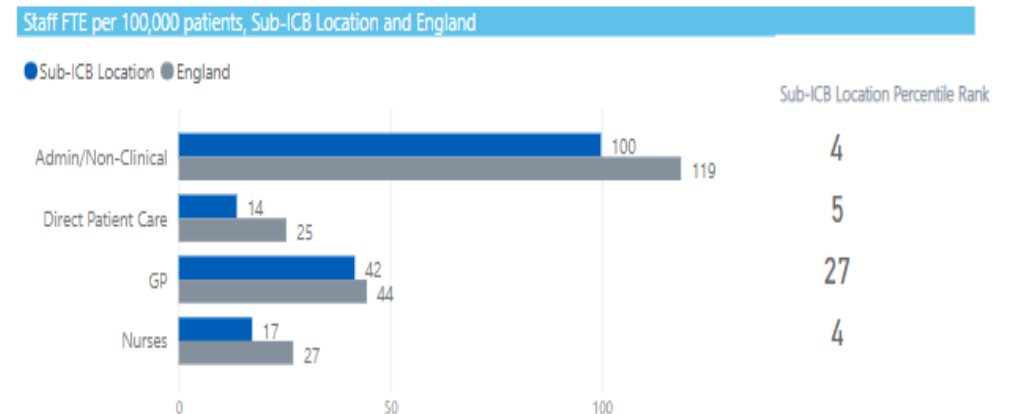 Staff FTE per 100,000 patients, Sub-ICB Location and England
Sub-ICB Location England
Sub-ICB Location Percentile Rank
Admin/Non-Clinical 100 119 4
Direct Patient Care 14 25 5
GP 42 44 27
Nurses 17 27 4
0 50 100